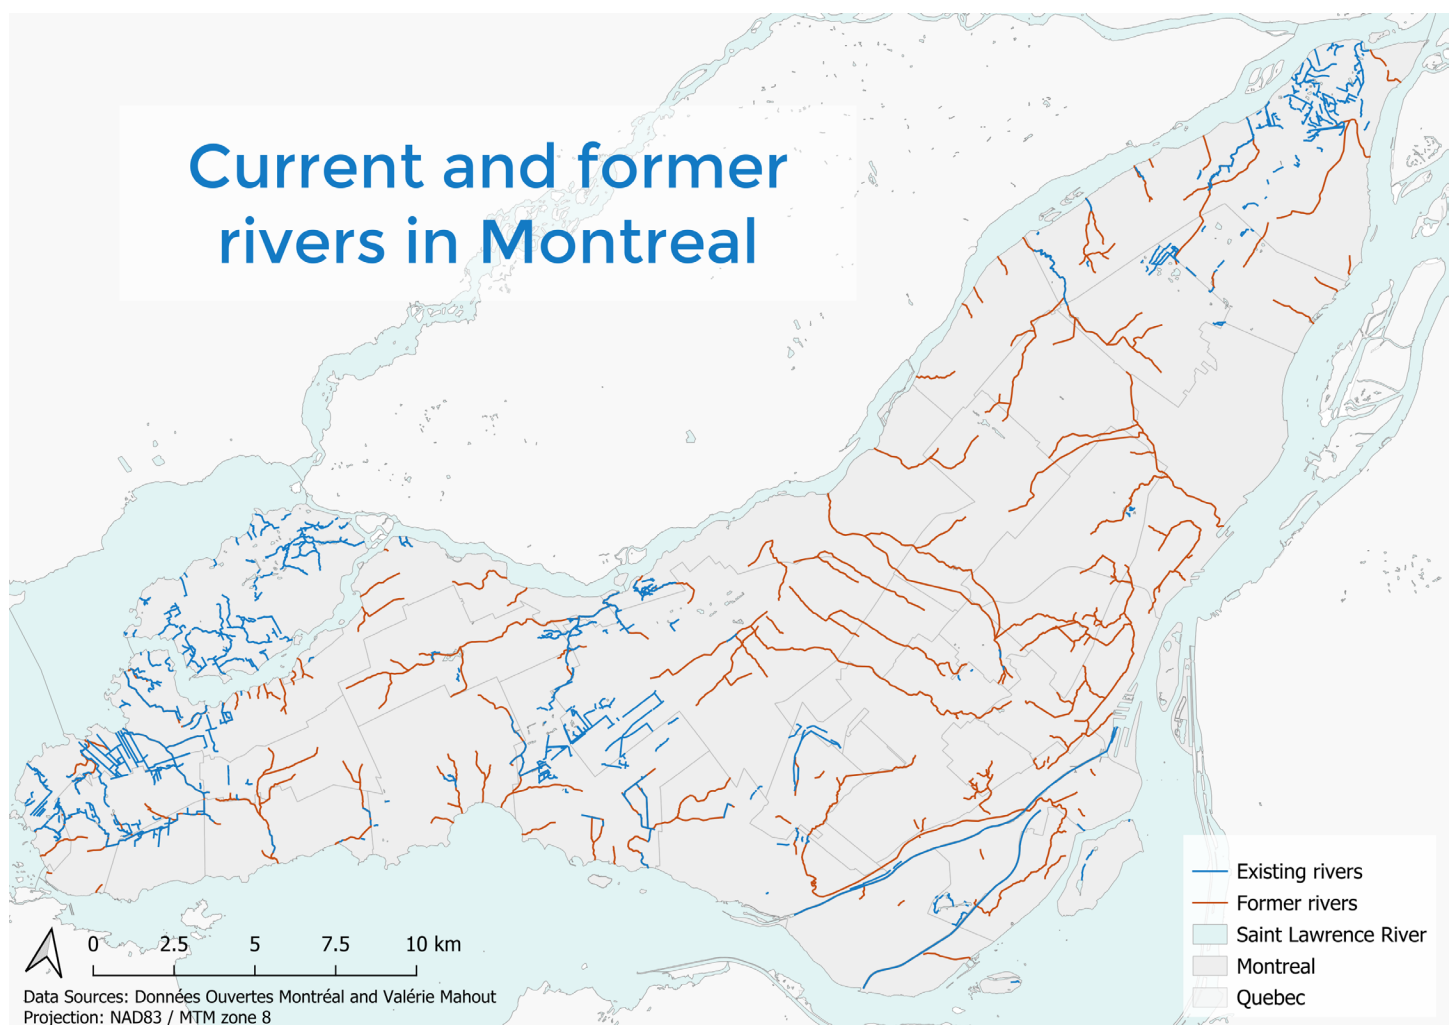 Current and former
rivers in Montreal
Existing rivers
Former rivers
Saint Lawrence River
Montreal
Quebec
0 2.5 5 7.5 10 km
Data Sources: Données Ouvertes Montréal and Valérie Mahout
Projection: NAD83 / MTM zone 8